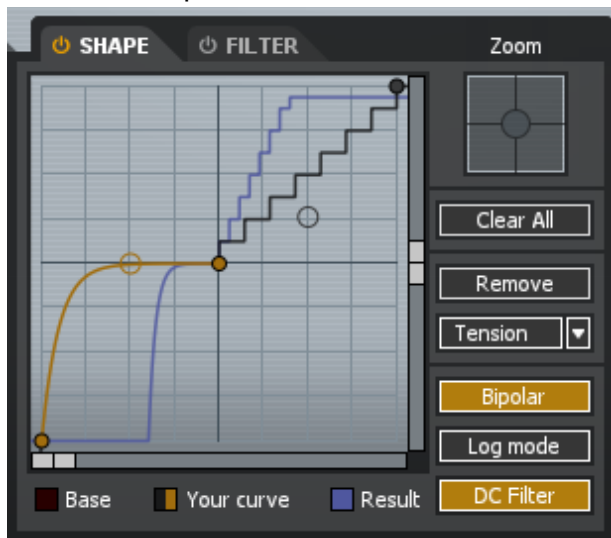 SHAPE FILTER Zoom
Clear All
Remove
Tension
Bipolar
Log mode
Base Your curve Result DC Filter